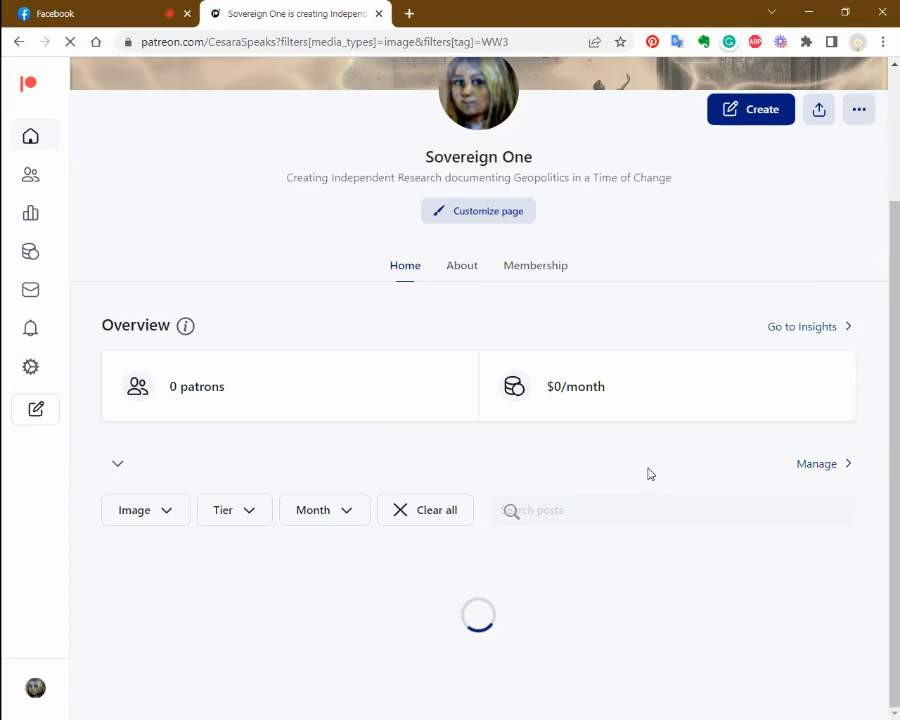 Facebook
Sovereign One is creating Independ
patreon.com/CesaraSpeaks?filters[media_types]=image&filters[tag]=WW3
Create
Sovereign One
Creating Independent Research documenting Geopolitics in a Time of Change
Customize page
Home About Membership
Overview
Go to Insights
0 patrons
$0/month
Manage
Image Tier Month Clear all Search posts